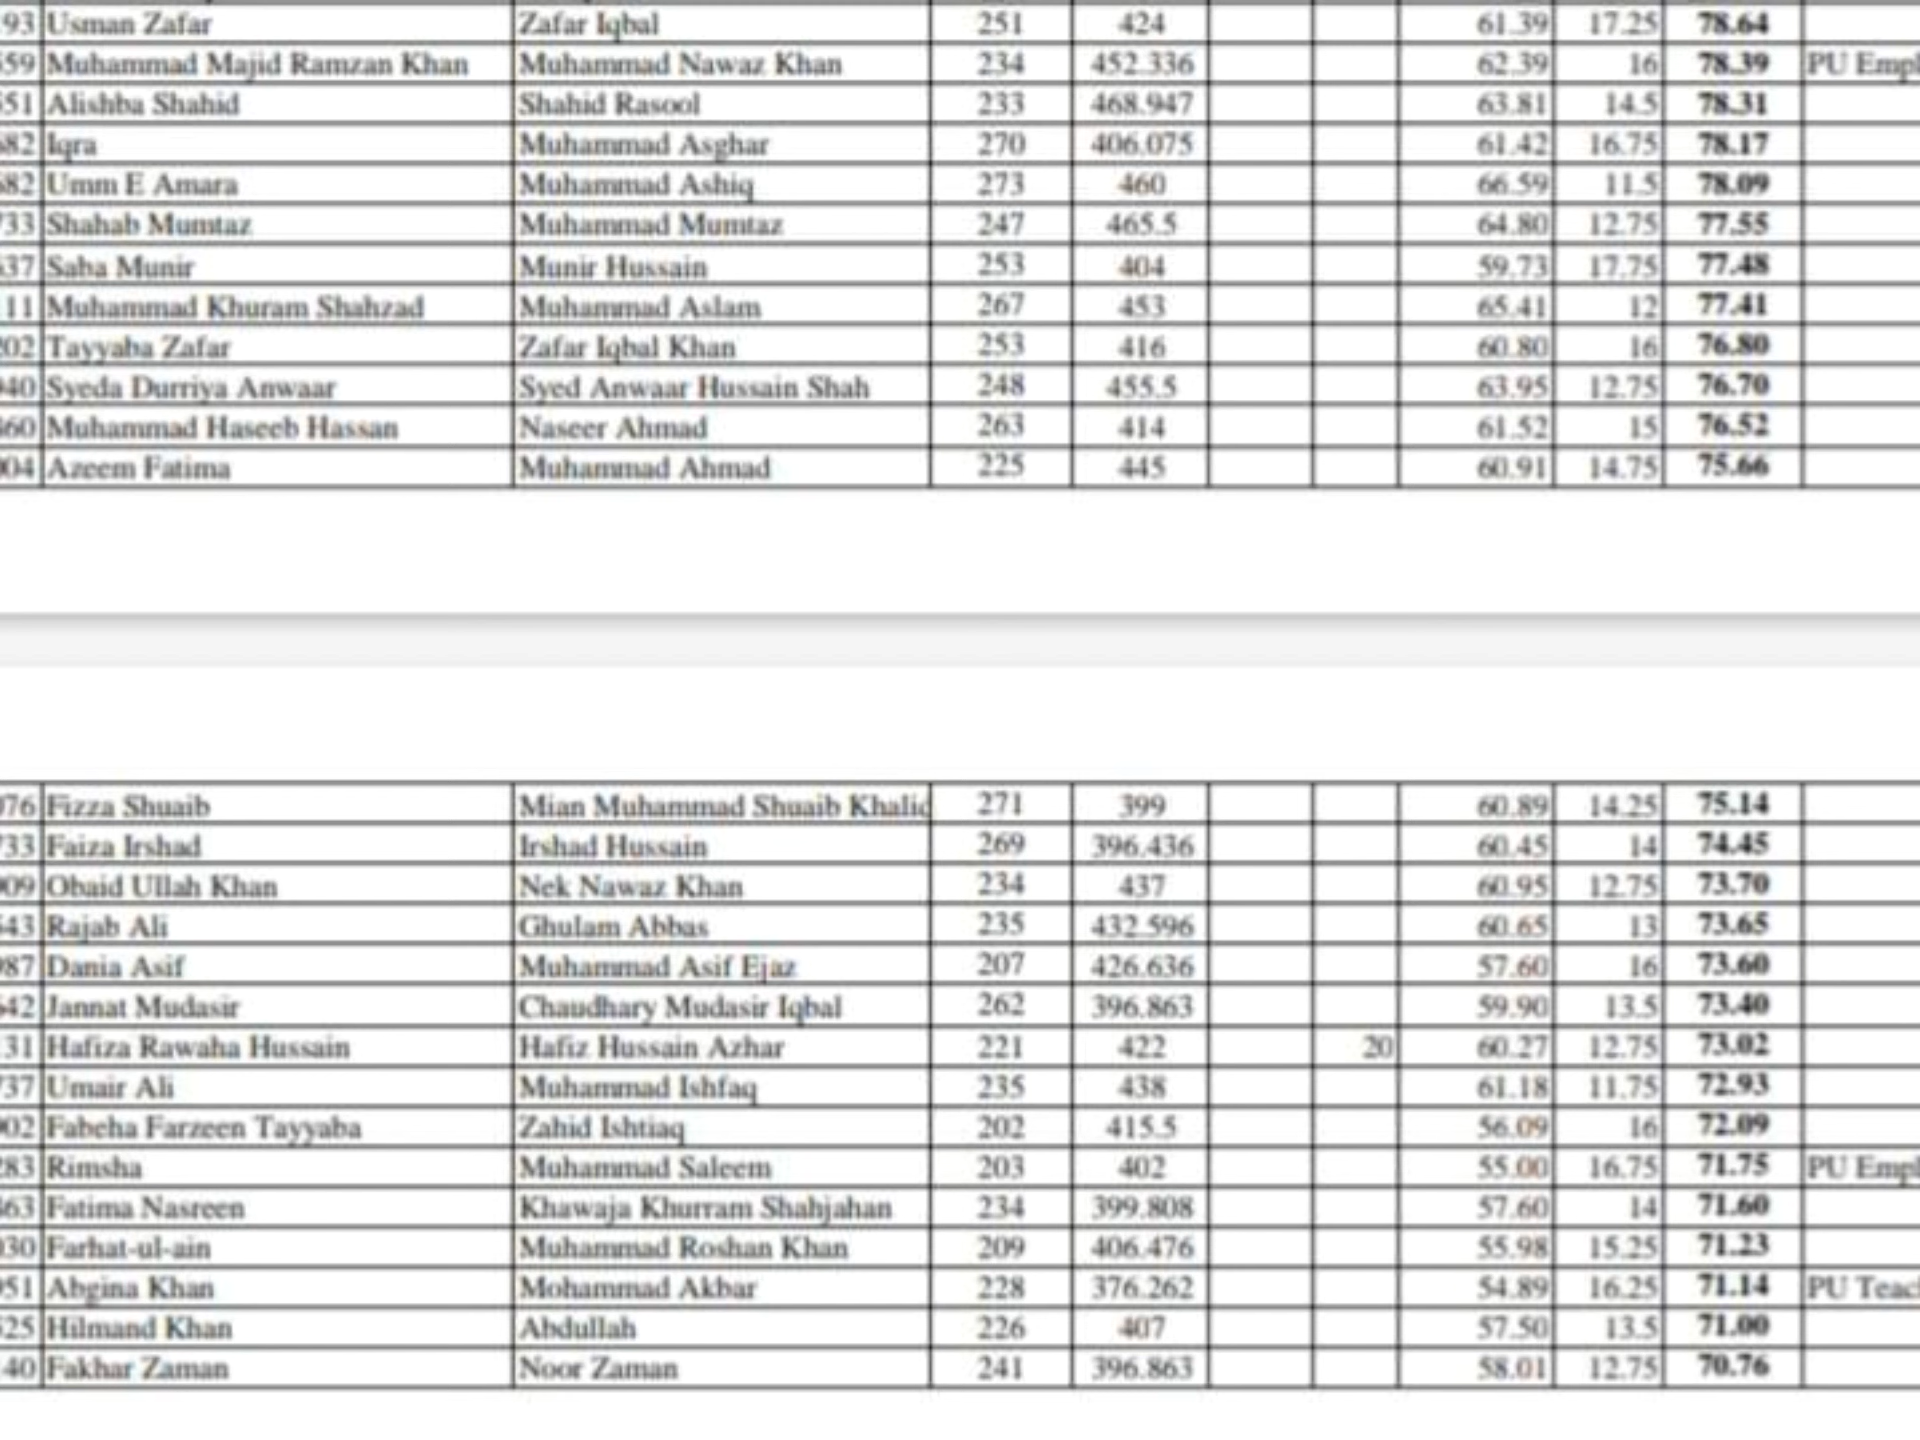 93 Usman Zafar Zafar Iqbal 251 424 61.39 17.25 78.64
559 Muhammad Majid Ramzan Khan Muhammad Nawaz Khan 234 452.336 62.39 16 78.39 PU Empl
551 Alishba Shahid Shahid Rasool 233 468.947 63.81 14.5 78.31
82 Iqra Muhammad Asghar 270 406.075 61.42 16.75 78.17
682 Umm E Amara Muhammad Ashiq 273 460 66.59 11.5 78.09
733 Shahab Mumtaz Muhammad Mumtaz 247 465.5 64.80 12.75 77.55
37 Saba Munir Munir Hussain 253 404 59.73 17.75 77.48
11 Muhammad Khuram Shahzad Muhammad Aslam 267 453 65.41 12 77.41
202 Tayyaba Zafar Zafar Iqbal Khan 253 416 60.80 16 76.80
40 Syeda Durriya Anwaar Syed Anwaar Hussain Shah 248 455.5 63.95 12.75 76.70
60 Muhammad Haseeb Hassan Naseer Ahmad 263 414 61.52 15 76.52
04 Azeem Fatima Muhammad Ahmad 225 445 60.91 14.75 75.66
76 Fizza Shuaib Mian Muhammad Shuaib Khalid 271 399 60.89 14.25 75.14
733 Faiza Irshad Irshad Hussain 269 396.436 60.45 14 74.45
09 Obaid Ullah Khan Nek Nawaz Khan 234 437 60.95 12.75 73.70
43 Rajab Ali Ghulam Abbas 235 432.596 60.65 13 73.65
87 Dania Asif Muhammad Asif Ejaz 207 426.636 57.60 16 73.60
42 Jannat Mudasir Chaudhary Mudasir Iqbal 262 396.863 59.90 13.5 73.40
31 Hafiza Rawaha Hussain Hafiz Hussain Azhar 221 422 20 60.27 12.75 73.02
737 Umair Ali Muhammad Ishfaq 235 438 61.18 11.75 72.93
02 Fabeha Farzeen Tayyaba Zahid Ishtiaq 202 415.5 56.09 16 72.09
283 Rimsha Muhammad Saleem 203 402 55.00 16.75 71.75 PU Empl
63 Fatima Nasreen Khawaja Khurram Shahjahan 234 399.808 57.60 14 71.60
30 Farhat-ul-ain Muhammad Roshan Khan 209 406.476 55.98 15.25 71.23
51 Abgina Khan Mohammad Akbar 228 376.262 54.89 16.25 71.14 PU Teac
25 Hilmand Khan Abdullah 226 407 57.50 13.5 71.00
40 Fakhar Zaman Noor Zaman 241 396.863 58.01 12.75 70.76